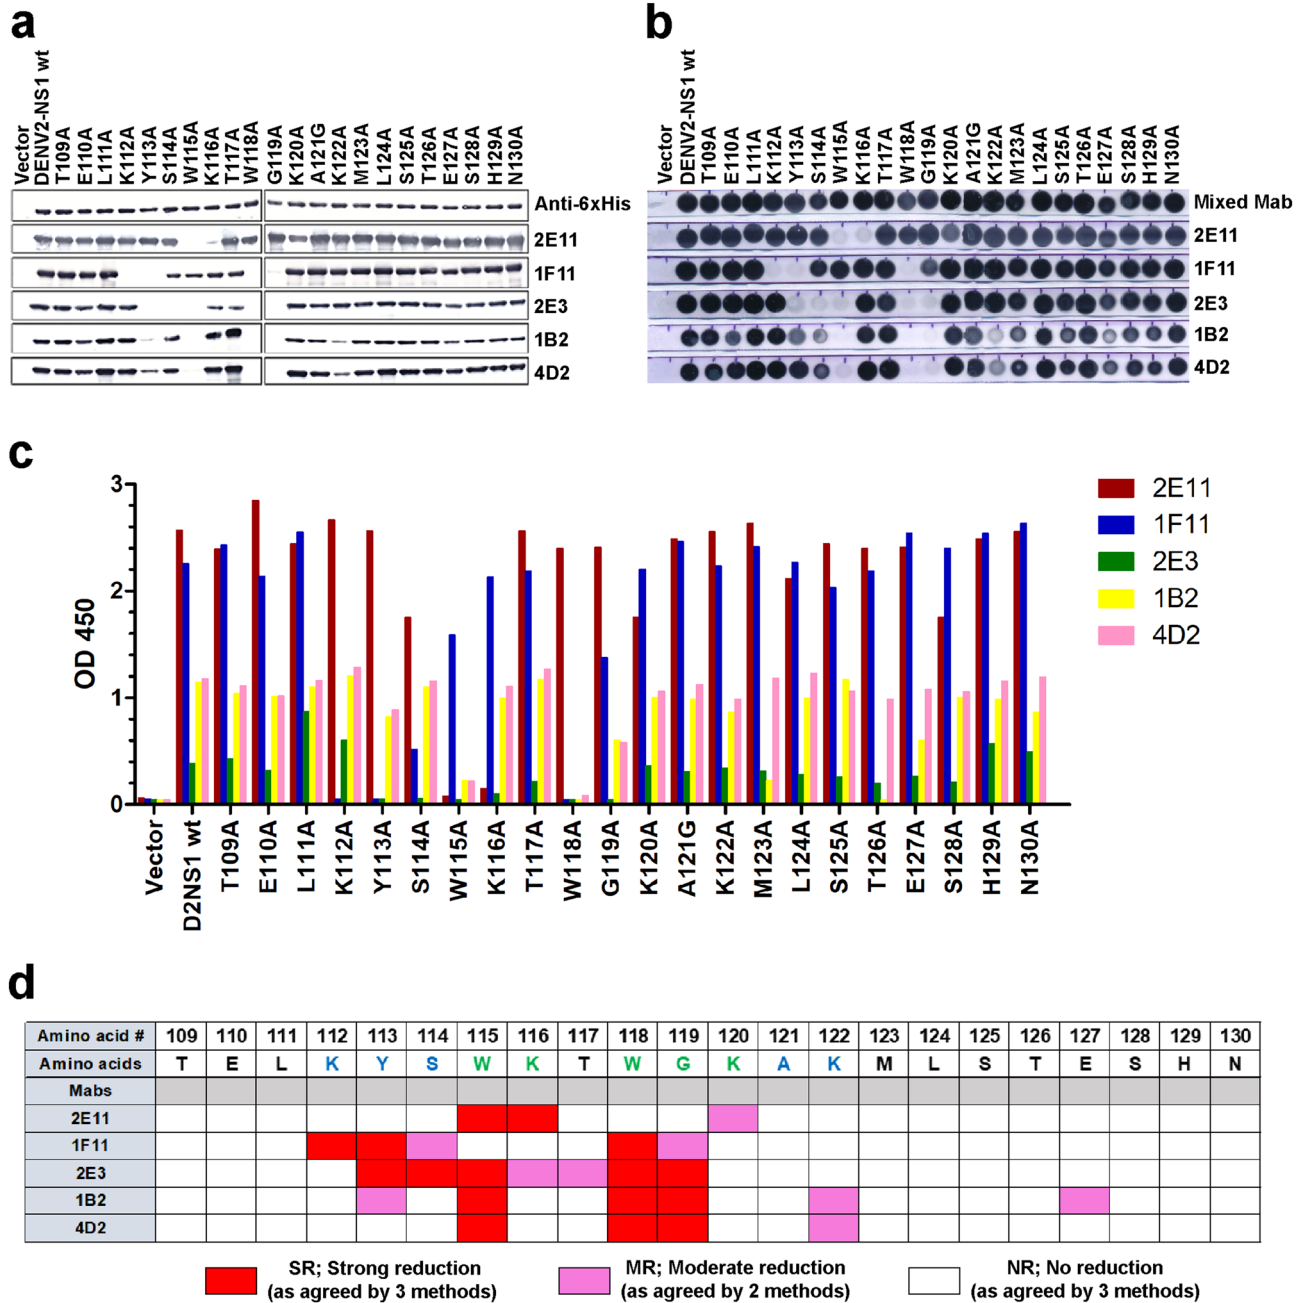 a
Vector
DENV2-NS1 wt
T109A
E110A
L111A
K112A
Y113A
S114A
W115A
K116A
T117A
W118A
G119A
K120A
A121G
K122A
M123A
L124A
S125A
T126A
E127A
S128A
H129A
N130A
Anti-6xHis
2E11
1F11
2E3
1B2
4D2
b
Vector
DENV2-NS1 wt
T109A
E110A
L111A
K112A
Y113A
S114A
W115A
K116A
T117A
W118A
G119A
K120A
A121G
K122A
M123A
L124A
S125A
T126A
E127A
S128A
H129A
N130A
Mixed Mab
2E11
1F11
2E3
1B2
4D2
c
OD 450
3
2
1
0
Vector
D2NS1 wt
T109A
E110A
L111A
K112A
Y113A
S114A
W115A
K116A
T117A
W118A
G119A
K120A
A121G
K122A
M123A
L124A
S125A
T126A
E127A
S128A
H129A
N130A
2E11
1F11
2E3
1B2
4D2
d
Amino acid # 109 110 111 112 113 114 115 116 117 118 119 120 121 122 123 124 125 126 127 128 129 130
Amino acids T E L K Y S W K T W G K A K M L S T E S H N
Mabs
2E11
1F11
2E3
1B2
4D2
SR; Strong reduction
(as agreed by 3 methods)
MR; Moderate reduction
(as agreed by 2 methods)
NR; No reduction
(as agreed by 3 methods)